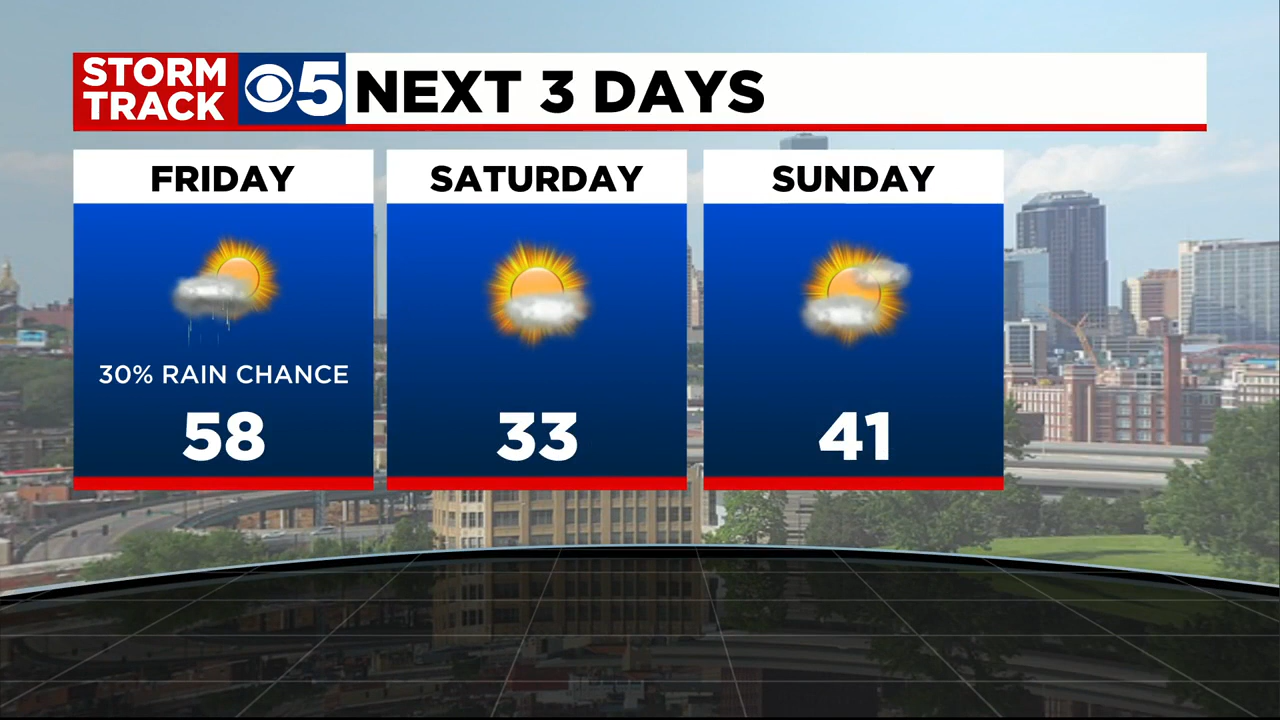 STORM
TRACK
5
NEXT 3 DAYS
FRIDAY
30% RAIN CHANCE
58
SATURDAY
33
SUNDAY
41